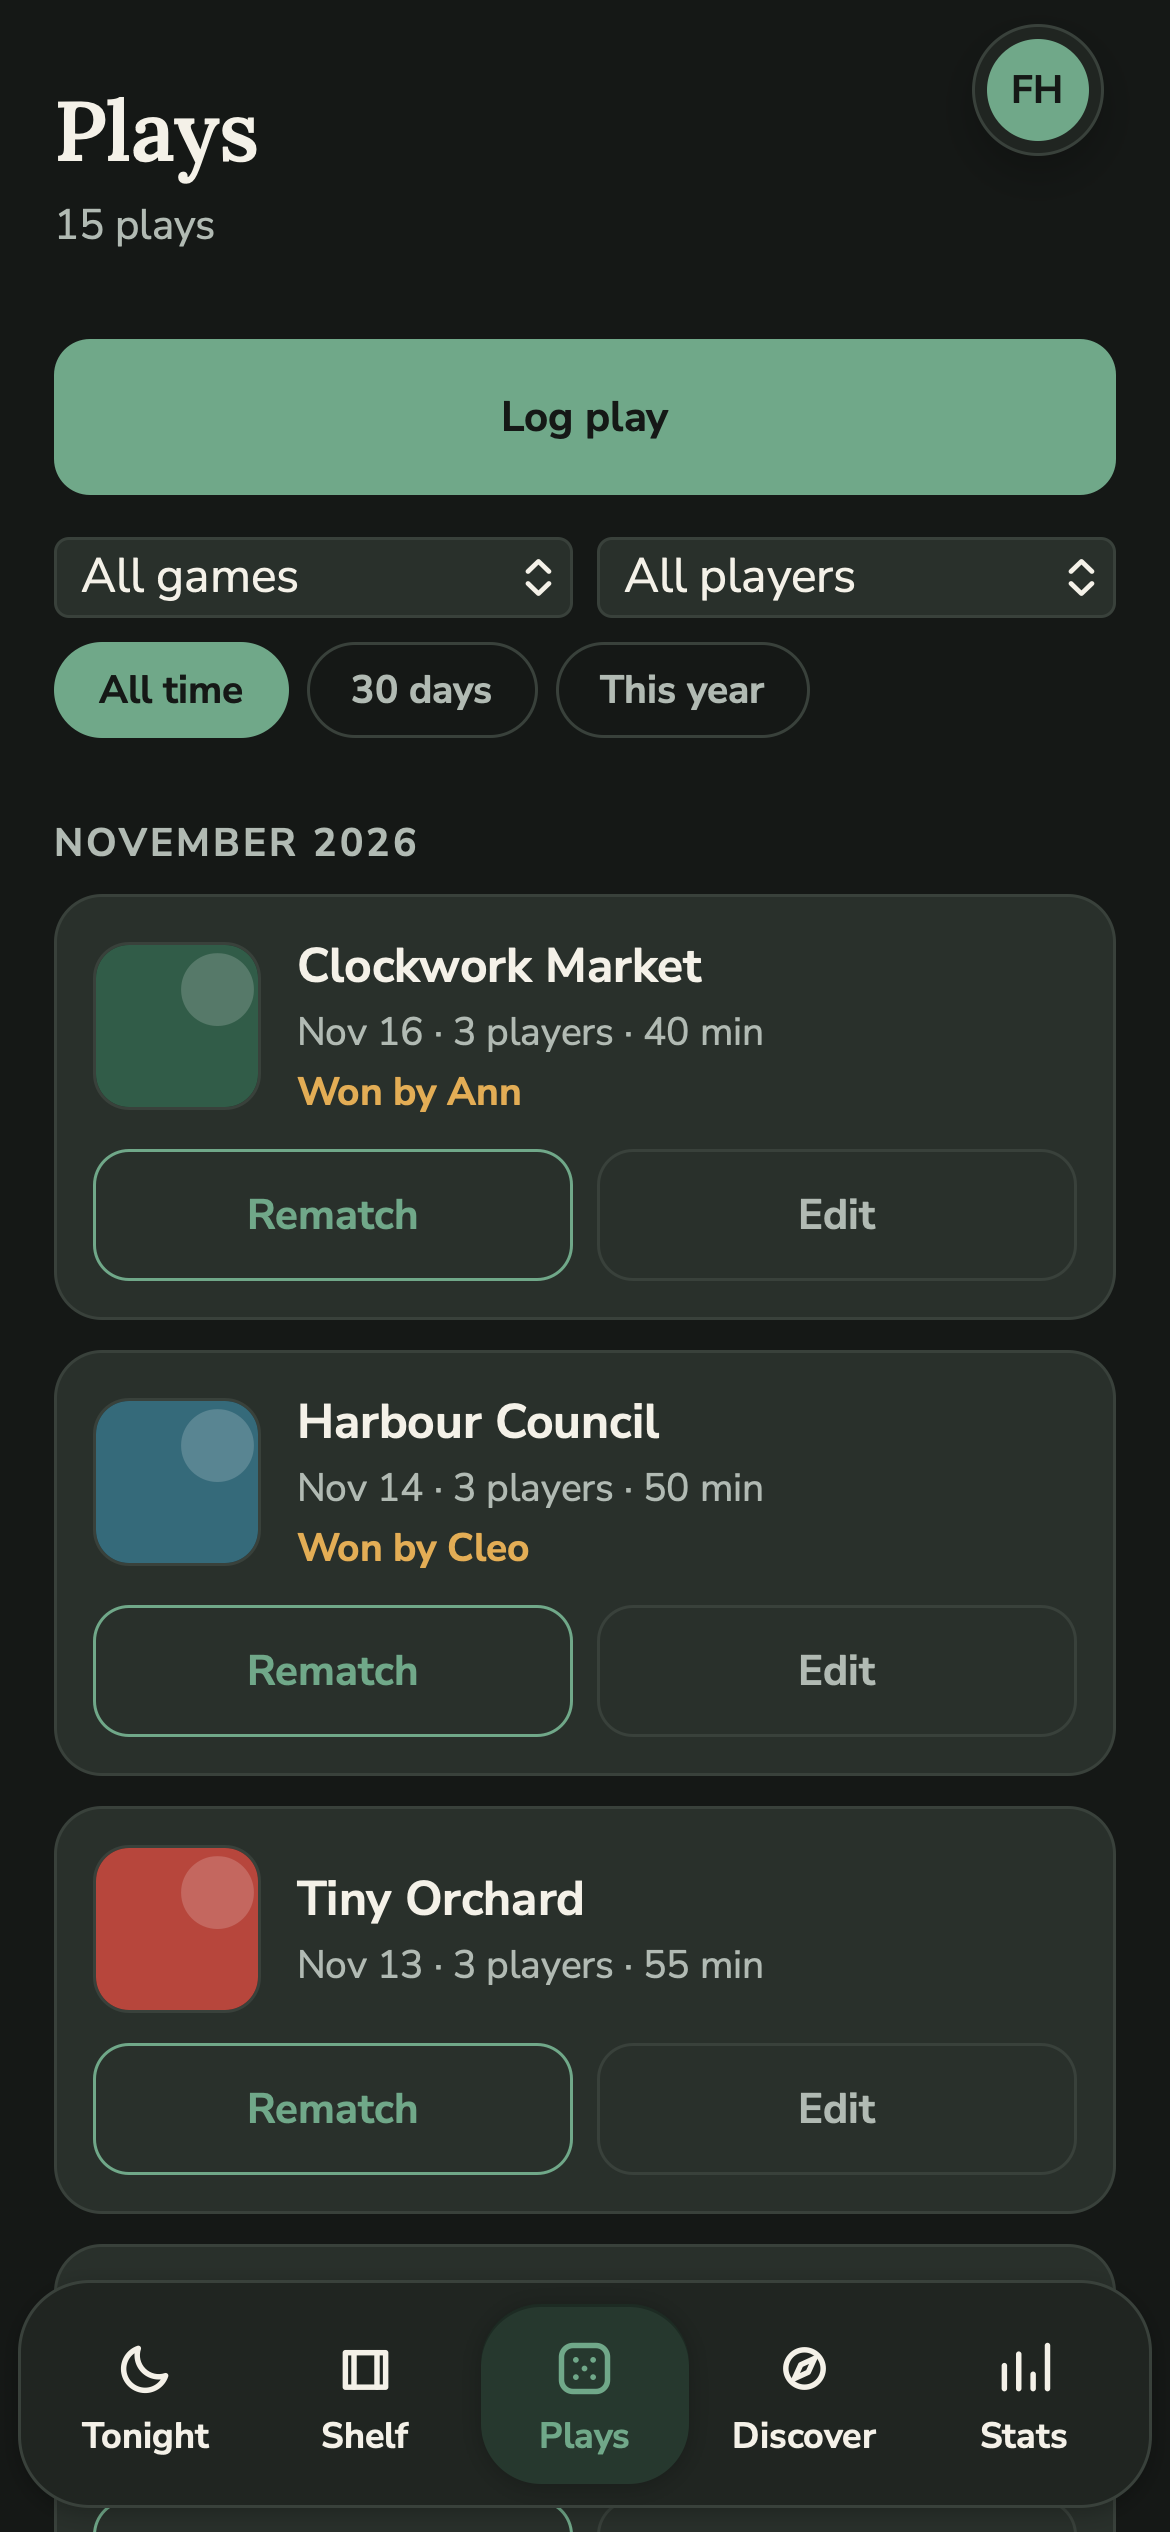 FH
Plays
15 plays
Log play
All games
All players
All time
30 days
This year
NOVEMBER 2026
Clockwork Market
Nov 16 · 3 players · 40 min
Won by Ann
Rematch
Edit
Harbour Council
Nov 14 · 3 players · 50 min
Won by Cleo
Rematch
Edit
Tiny Orchard
Nov 13 · 3 players · 55 min
Rematch
Edit
Tonight
Shelf
Plays
Discover
Stats